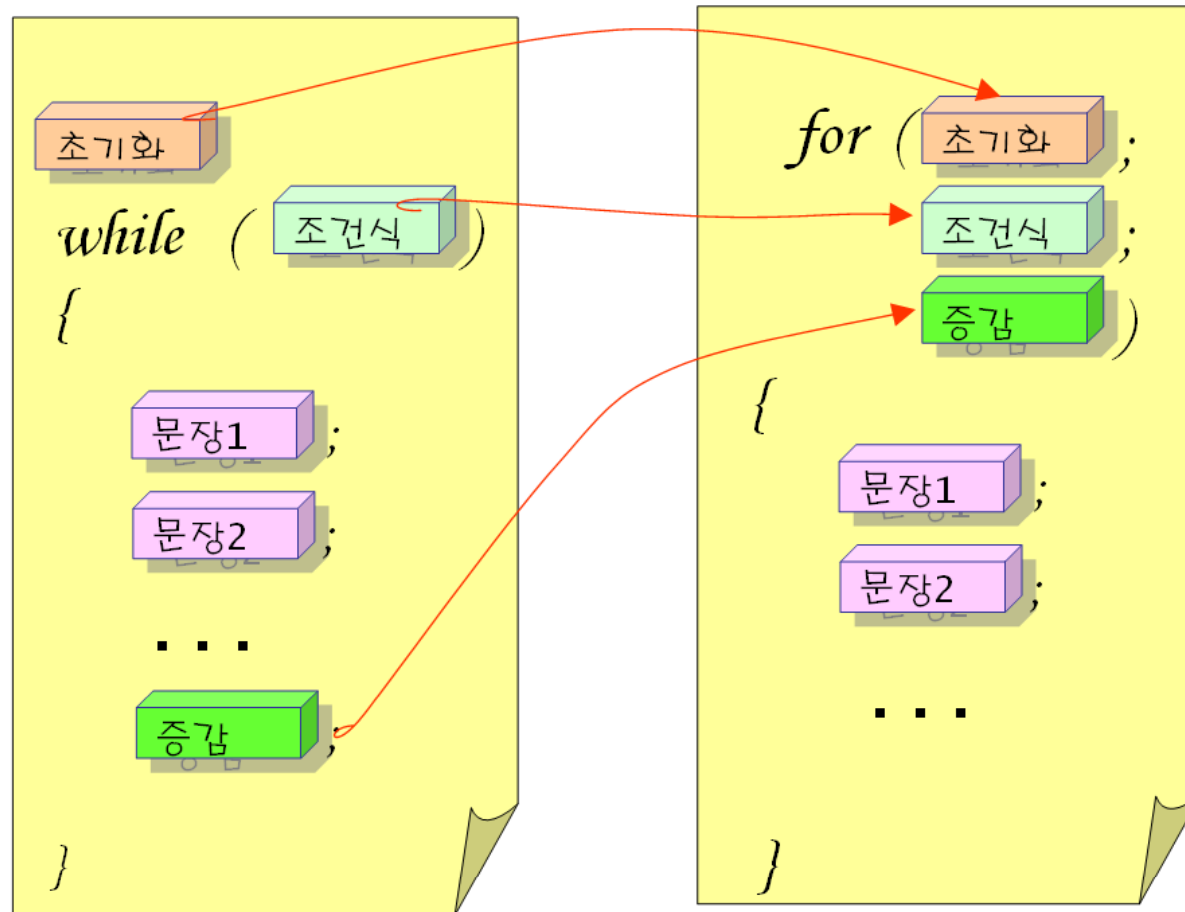 초기화
while ( 조건식 )
{
문장1 ;
문장2 ;
. . .
증감 ;
}
for ( 초기화 ;
조건식 ;
증감 )
{
문장1 ;
문장2 ;
. . .
}